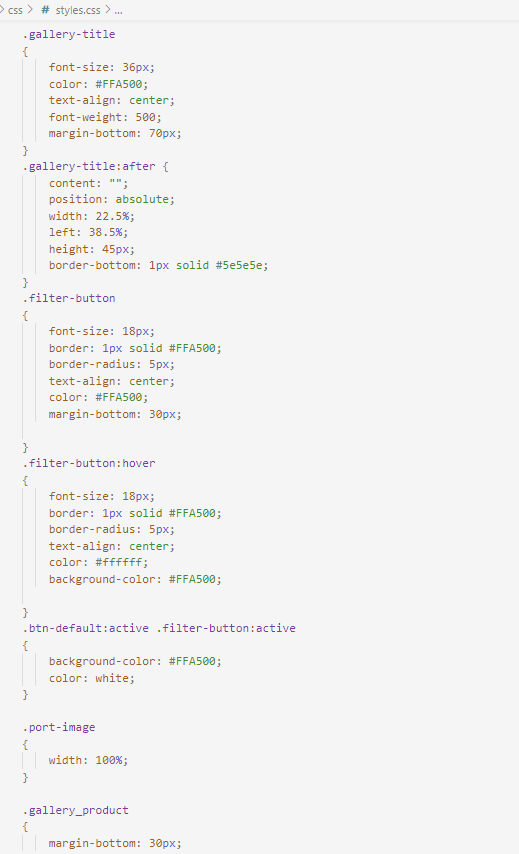 css > # styles.css > ...
.gallery-title
{
    font-size: 36px;
    color: #FFA500;
    text-align: center;
    font-weight: 500;
    margin-bottom: 70px;
}
.gallery-title:after {
    content: "";
    position: absolute;
    width: 22.5%;
    left: 38.5%;
    height: 45px;
    border-bottom: 1px solid #5e5e5e;
}
.filter-button
{
    font-size: 18px;
    border: 1px solid #FFA500;
    border-radius: 5px;
    text-align: center;
    color: #FFA500;
    margin-bottom: 30px;

}
.filter-button:hover
{
    font-size: 18px;
    border: 1px solid #FFA500;
    border-radius: 5px;
    text-align: center;
    color: #ffffff;
    background-color: #FFA500;

}
.btn-default:active .filter-button:active
{
    background-color: #FFA500;
    color: white;
}

.port-image
{
    width: 100%;
}

.gallery_product
{
    margin-bottom: 30px;